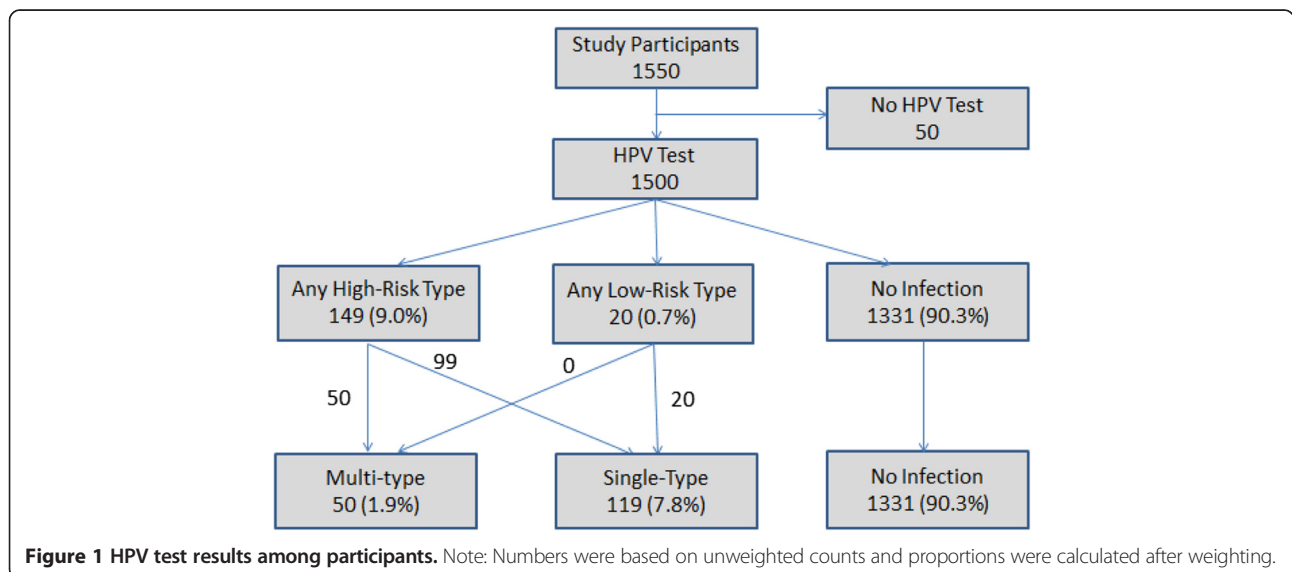 Study Participants
1550
No HPV Test
50
HPV Test
1500
Any High-Risk Type
149 (9.0%)
Any Low-Risk Type
20 (0.7%)
No Infection
1331 (90.3%)
50
99
0
20
Multi-type
50 (1.9%)
Single-Type
119 (7.8%)
No Infection
1331 (90.3%)
Figure 1 HPV test results among participants. Note: Numbers were based on unweighted counts and proportions were calculated after weighting.